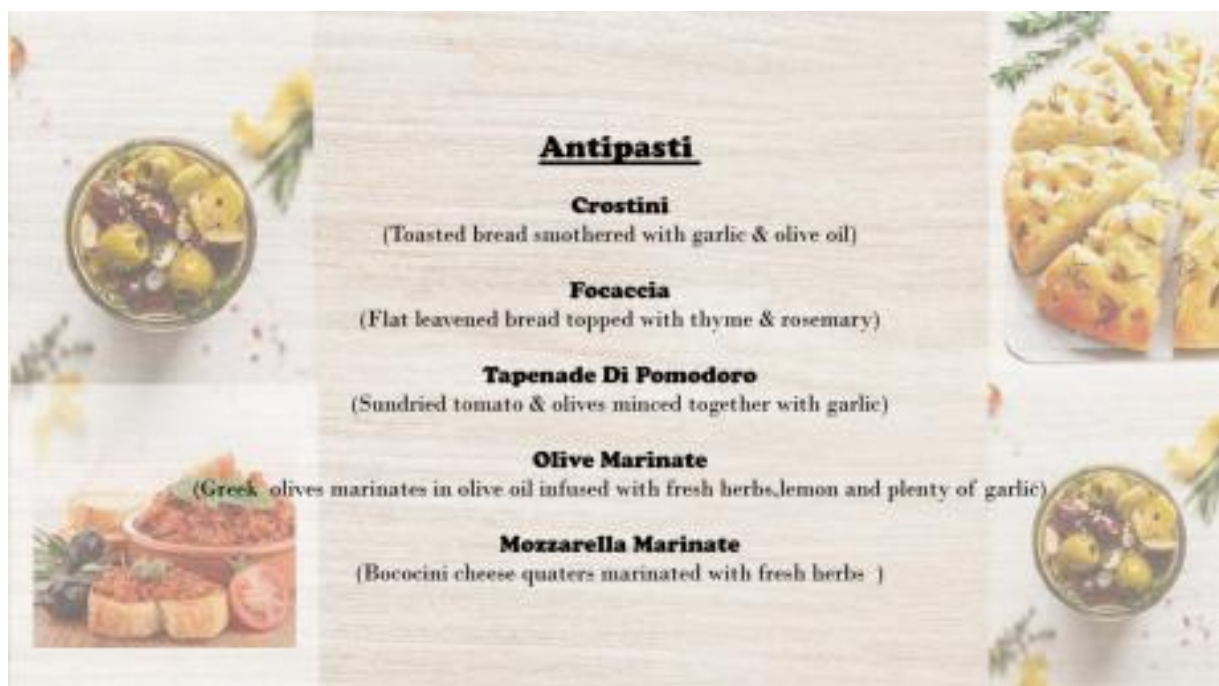 Antipasti
Crostini
(Toasted bread smothered with garlic & olive oil)
Focaccia
(Flat leavened bread topped with thyme & rosemary)
Tapenade Di Pomodoro
(Sundried tomato & olives minced together with garlic)
Olive Marinate
(Greek olives marinates in olive oil infused with fresh herbs,lemon and plenty of garlic)
Mozzarella Marinate
(Bococini cheese quaters marinated with fresh herbs )